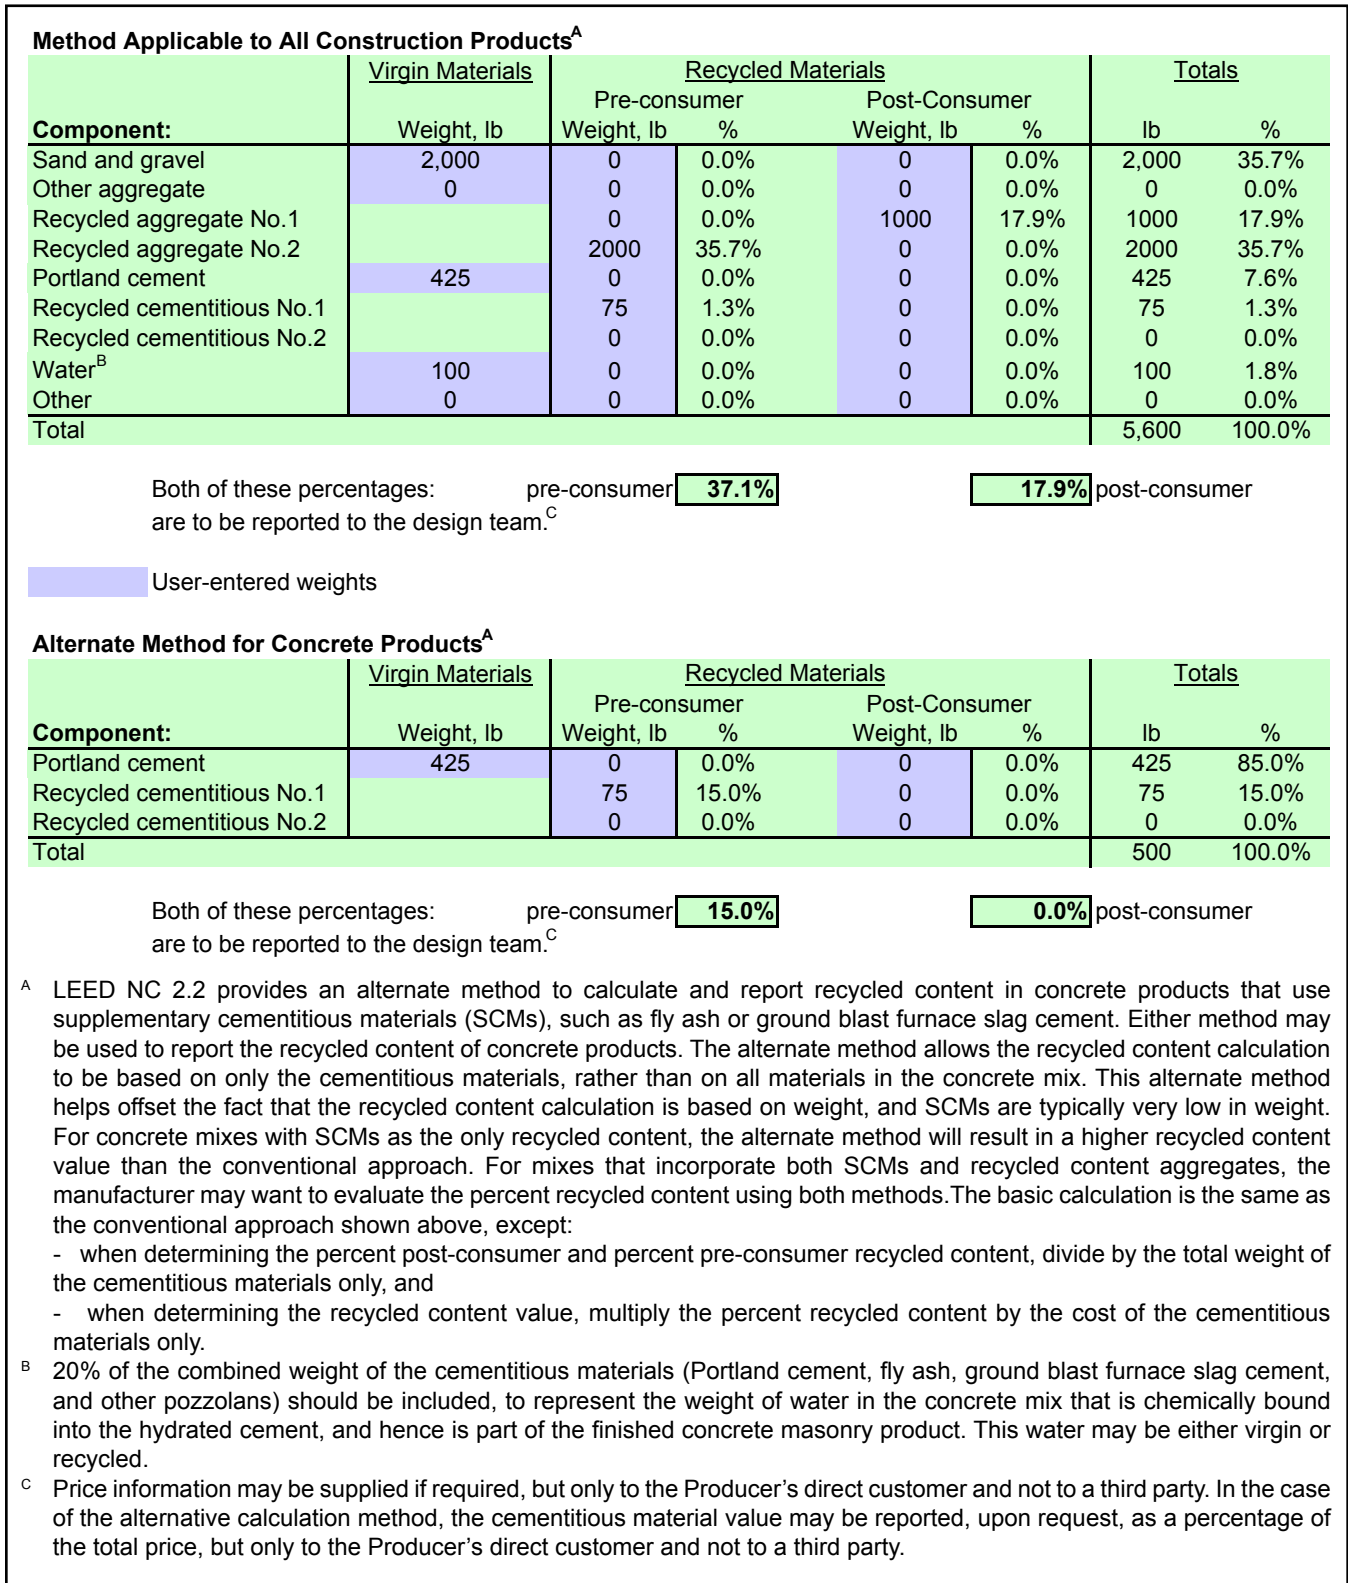 Method Applicable to All Construction ProductsA
Virgin Materials Recycled Materials Totals
Pre-consumer Post-Consumer
Component: Weight, lb Weight, lb % Weight, lb % lb %
Sand and gravel 2,000 0 0.0% 0 0.0% 2,000 35.7%
Other aggregate 0 0 0.0% 0 0.0% 0 0.0%
Recycled aggregate No.1 0 0.0% 1000 17.9% 1000 17.9%
Recycled aggregate No.2 2000 35.7% 0 0.0% 2000 35.7%
Portland cement 425 0 0.0% 0 0.0% 425 7.6%
Recycled cementitious No.1 75 1.3% 0 0.0% 75 1.3%
Recycled cementitious No.2 0 0.0% 0 0.0% 0 0.0%
WaterB 100 0 0.0% 0 0.0% 100 1.8%
Other 0 0 0.0% 0 0.0% 0 0.0%
Total 5,600 100.0%
Both of these percentages: pre-consumer 37.1% 17.9% post-consumer
are to be reported to the design team.C
User-entered weights
Alternate Method for Concrete ProductsA
Virgin Materials Recycled Materials Totals
Pre-consumer Post-Consumer
Component: Weight, lb Weight, lb % Weight, lb % lb %
Portland cement 425 0 0.0% 0 0.0% 425 85.0%
Recycled cementitious No.1 75 15.0% 0 0.0% 75 15.0%
Recycled cementitious No.2 0 0.0% 0 0.0% 0 0.0%
Total 500 100.0%
Both of these percentages: pre-consumer 15.0% 0.0% post-consumer
are to be reported to the design team.C
A LEED NC 2.2 provides an alternate method to calculate and report recycled content in concrete products that use
supplementary cementitious materials (SCMs), such as fly ash or ground blast furnace slag cement. Either method may
be used to report the recycled content of concrete products. The alternate method allows the recycled content calculation
to be based on only the cementitious materials, rather than on all materials in the concrete mix. This alternate method
helps offset the fact that the recycled content calculation is based on weight, and SCMs are typically very low in weight.
For concrete mixes with SCMs as the only recycled content, the alternate method will result in a higher recycled content
value than the conventional approach. For mixes that incorporate both SCMs and recycled content aggregates, the
manufacturer may want to evaluate the percent recycled content using both methods.The basic calculation is the same as
the conventional approach shown above, except:
- when determining the percent post-consumer and percent pre-consumer recycled content, divide by the total weight of
the cementitious materials only, and
- when determining the recycled content value, multiply the percent recycled content by the cost of the cementitious
materials only.
B 20% of the combined weight of the cementitious materials (Portland cement, fly ash, ground blast furnace slag cement,
and other pozzolans) should be included, to represent the weight of water in the concrete mix that is chemically bound
into the hydrated cement, and hence is part of the finished concrete masonry product. This water may be either virgin or
recycled.
C Price information may be supplied if required, but only to the Producer's direct customer and not to a third party. In the case
of the alternative calculation method, the cementitious material value may be reported, upon request, as a percentage of
the total price, but only to the Producer's direct customer and not to a third party.